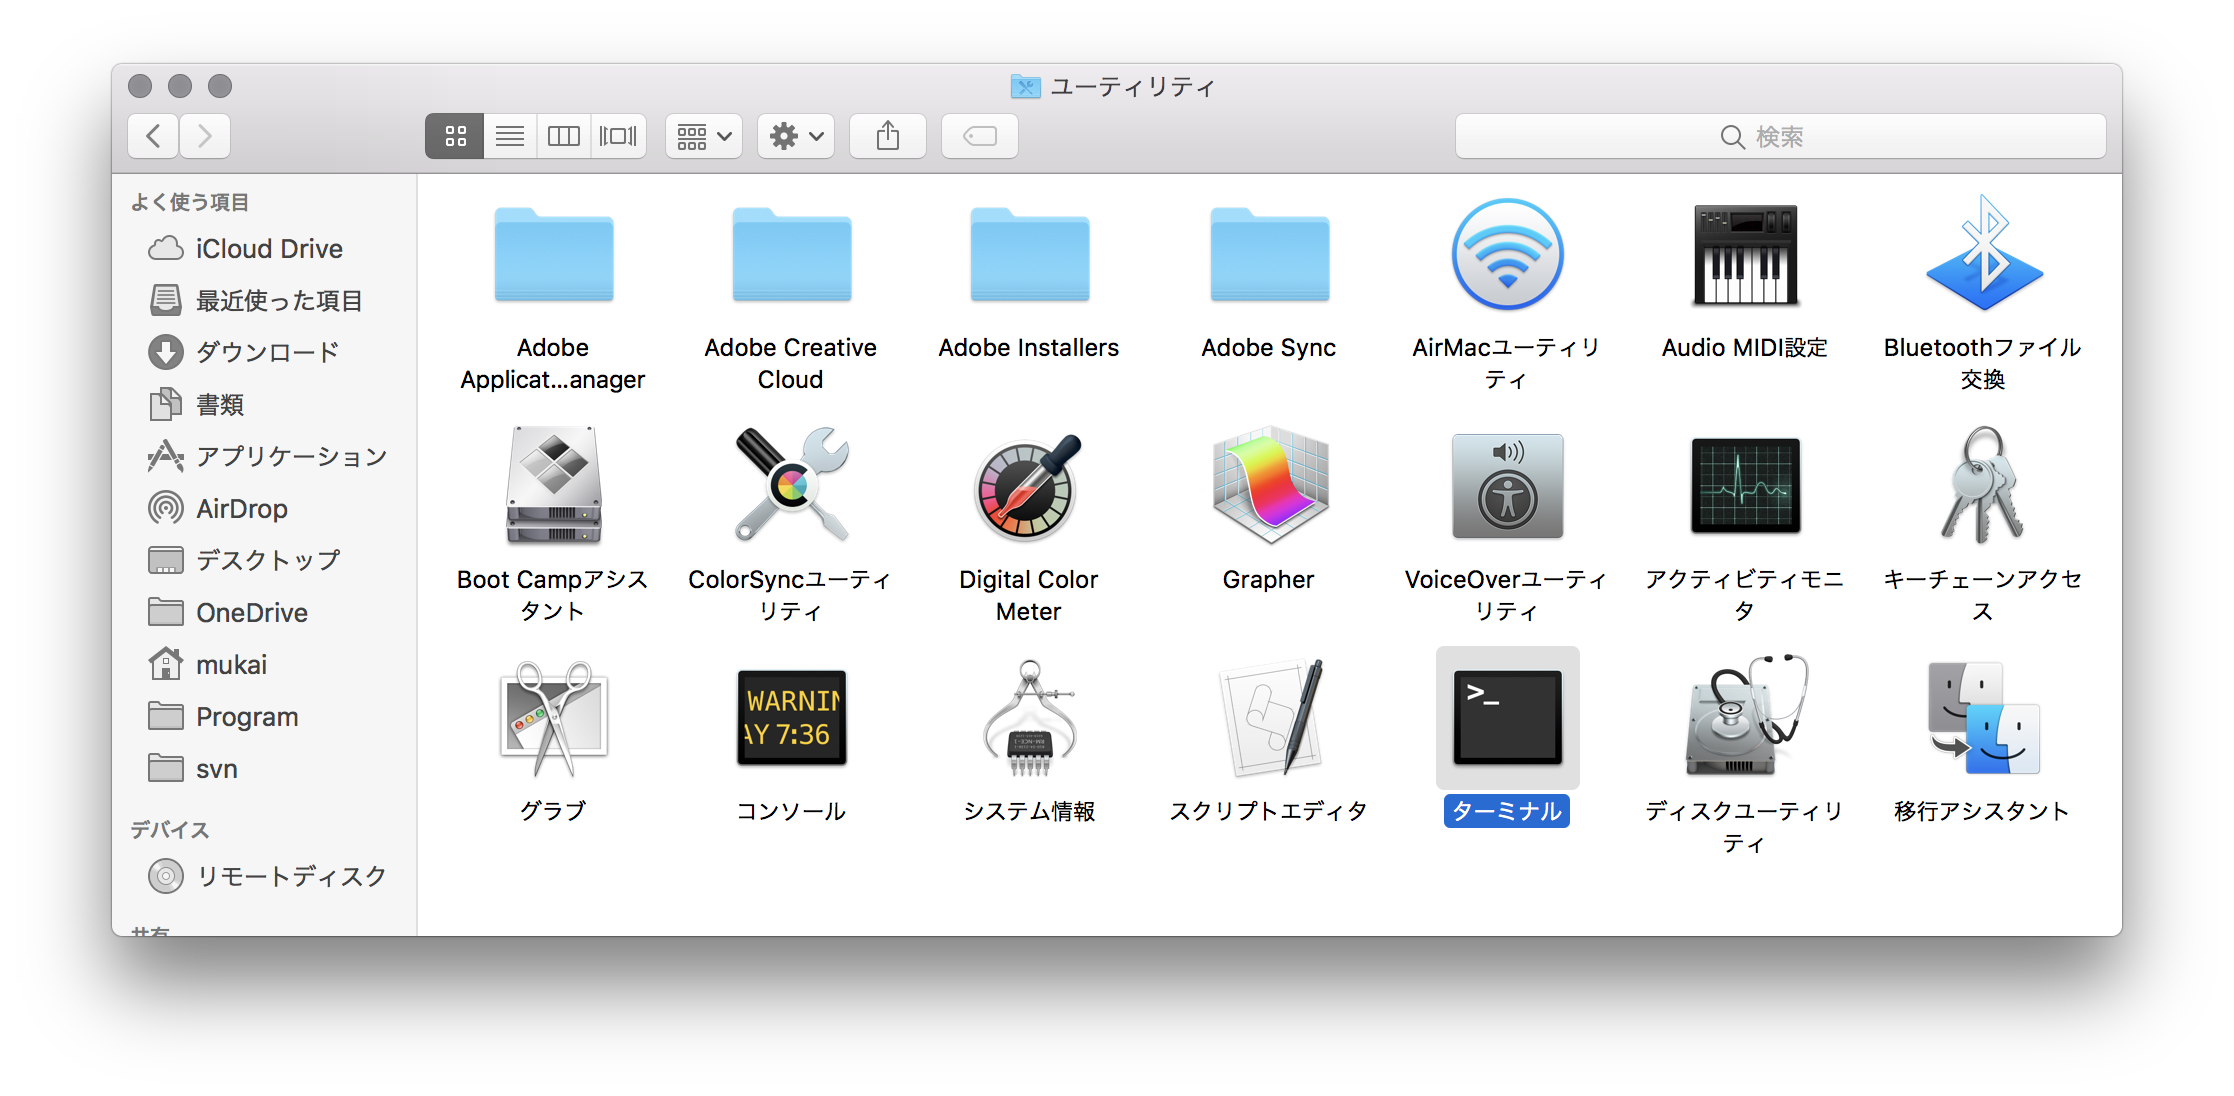 ユーティリティ
検索
よく使う項目
iCloud Drive
最近使った項目
ダウンロード
書類
アプリケーション
AirDrop
デスクトップ
OneDrive
mukai
Program
svn
デバイス
リモートディスク
共有
Adobe
Applicat...anager
Adobe Creative
Cloud
Adobe Installers
Adobe Sync
AirMacユーティリ
ティ
Audio MIDI設定
Bluetoothファイル
交換
Boot Campアシス
タント
ColorSyncユーティ
リティ
Digital Color
Meter
Grapher
VoiceOverユーティ
リティ
アクティビティモニ
タ
キーチェーンアクセ
ス
WARNIN
AY 7:36
>_
グラブ
コンソール
システム情報
スクリプトエディタ
ターミナル
ディスクユーティリ
ティ
移行アシスタント